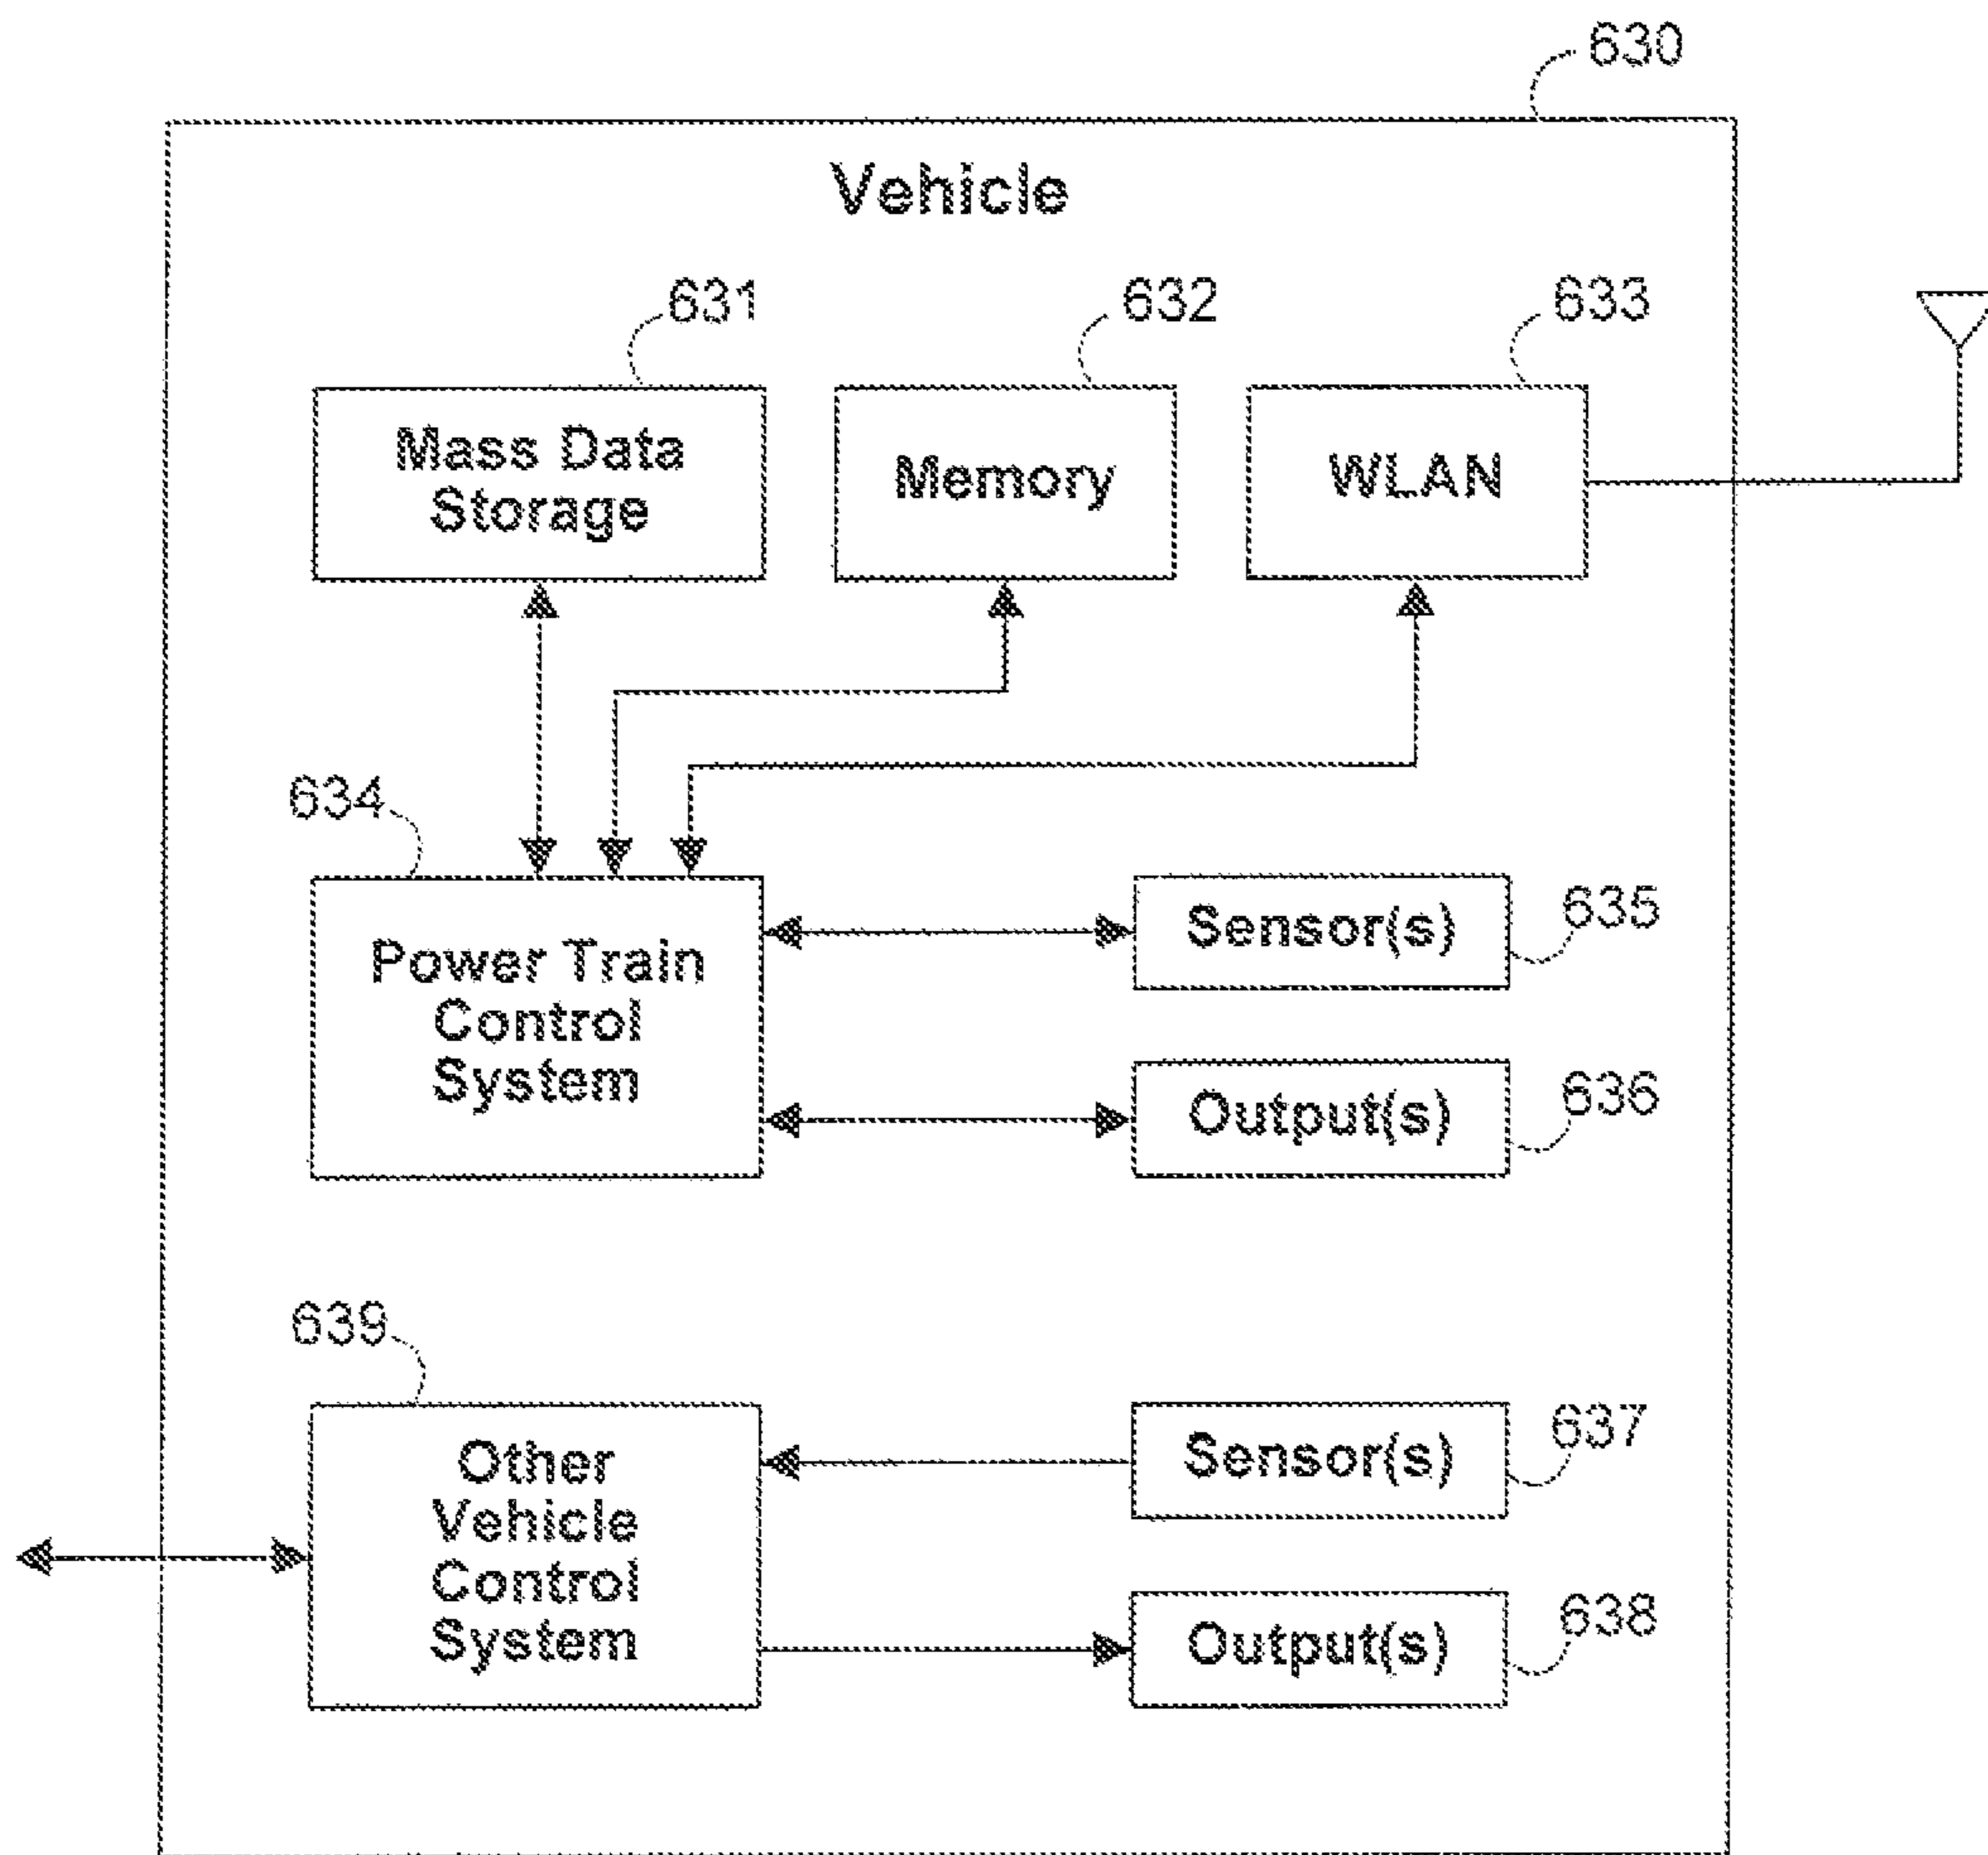 630
Vehicle
631
632
633
Mass Data
Storage
Memory
WLAN
634
Power Train
Control
System
Sensor(s)
635
Output(s)
636
639
Other
Vehicle
Control
System
Sensor(s)
637
Output(s)
638